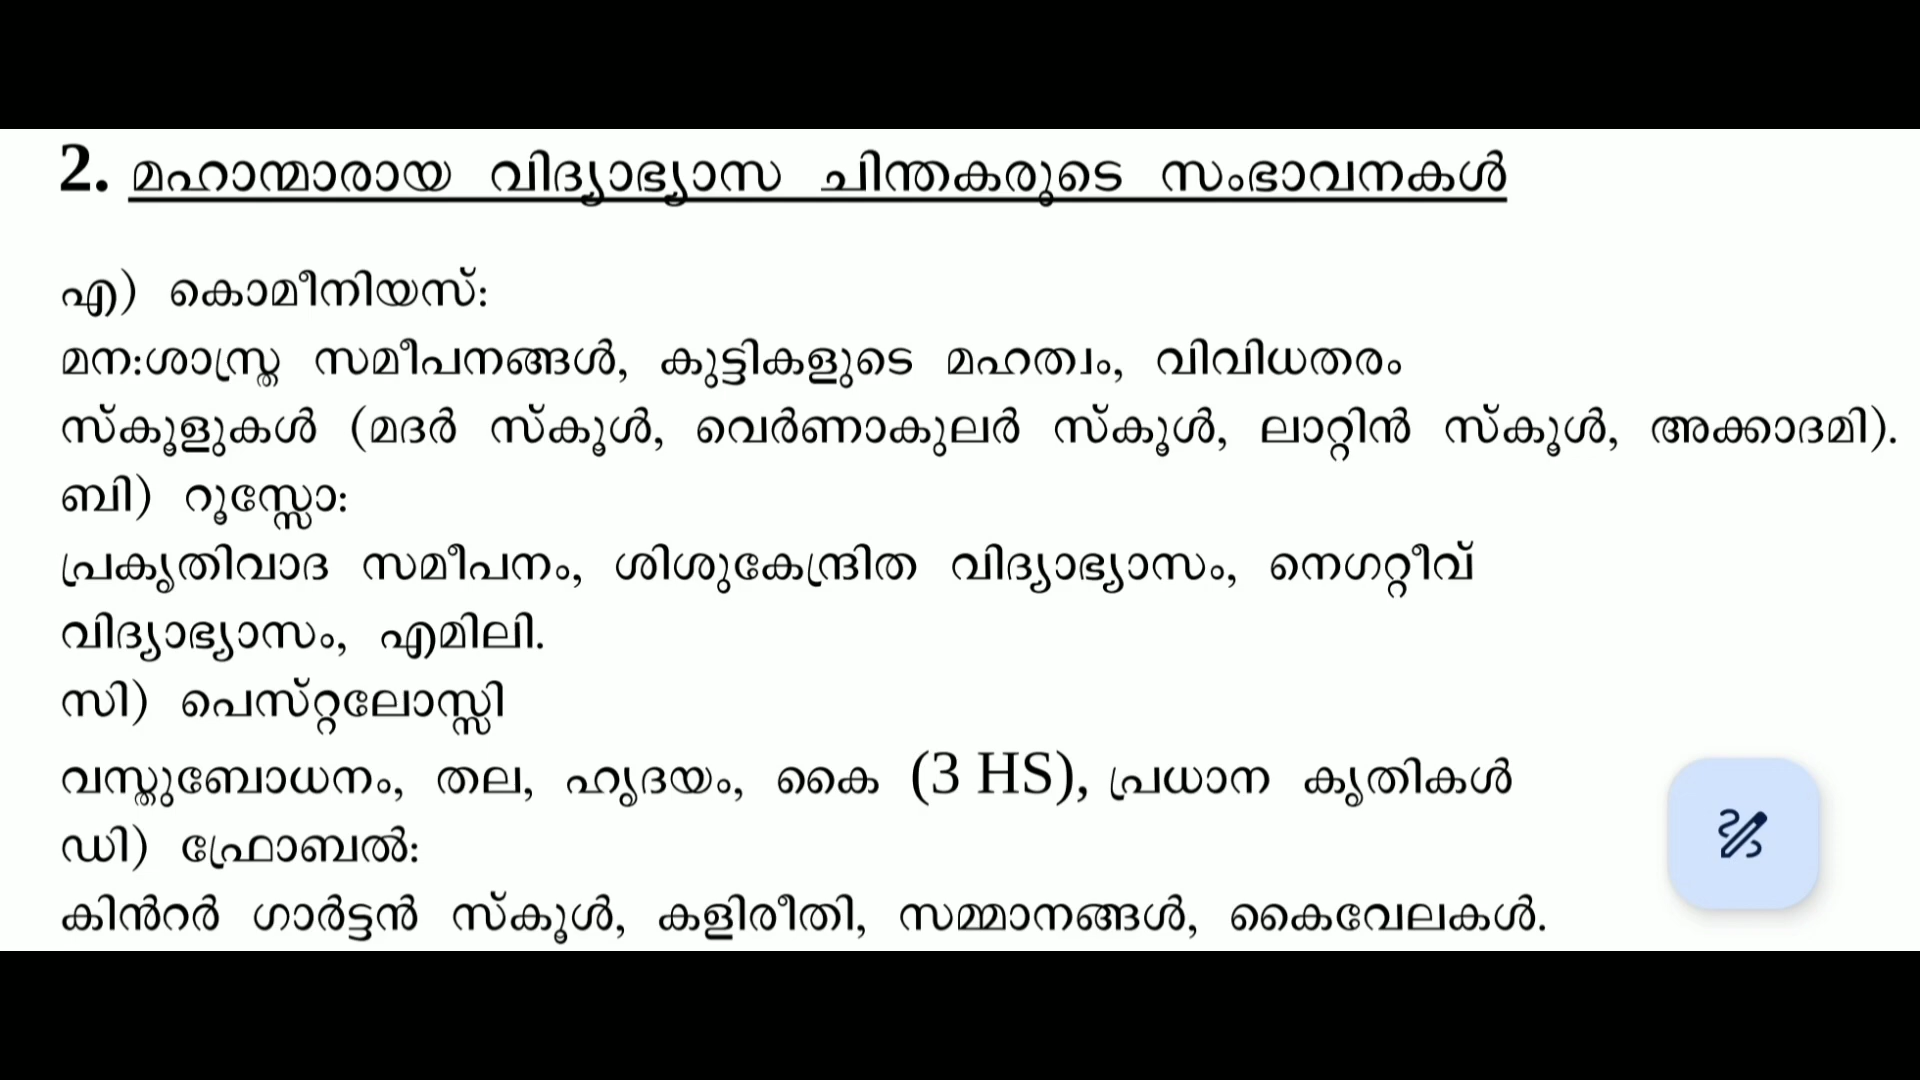 2. മഹാന്മാരായ വിദ്യാഭ്യാസ ചിന്തകരുടെ സംഭാവനകൾ
എ) കൊമീനിയസ്:
മന:ശാസ്ത്ര സമീപനങ്ങൾ, കുട്ടികളുടെ മഹത്വം, വിവിധതരം
സ്കൂളുകൾ (മദർ സ്കൂൾ, വെർണാകുലർ സ്കൂൾ, ലാറ്റിൻ സ്കൂൾ, അക്കാദമി).
ബി) റൂസ്സോ:
പ്രകൃതിവാദ സമീപനം, ശിശുകേന്ദ്രിത വിദ്യാഭ്യാസം, നെഗറ്റീവ്
വിദ്യാഭ്യാസം, എമിലി.
സി) പെസ്റ്റലോസ്സി
വസ്തുബോധനം, തല, ഹൃദയം, കൈ (3 HS), പ്രധാന കൃതികൾ
ഡി) ഫ്രോബൽ:
കിൻറർ ഗാർട്ടൻ സ്കൂൾ, കളിരീതി, സമ്മാനങ്ങൾ, കൈവേലകൾ.